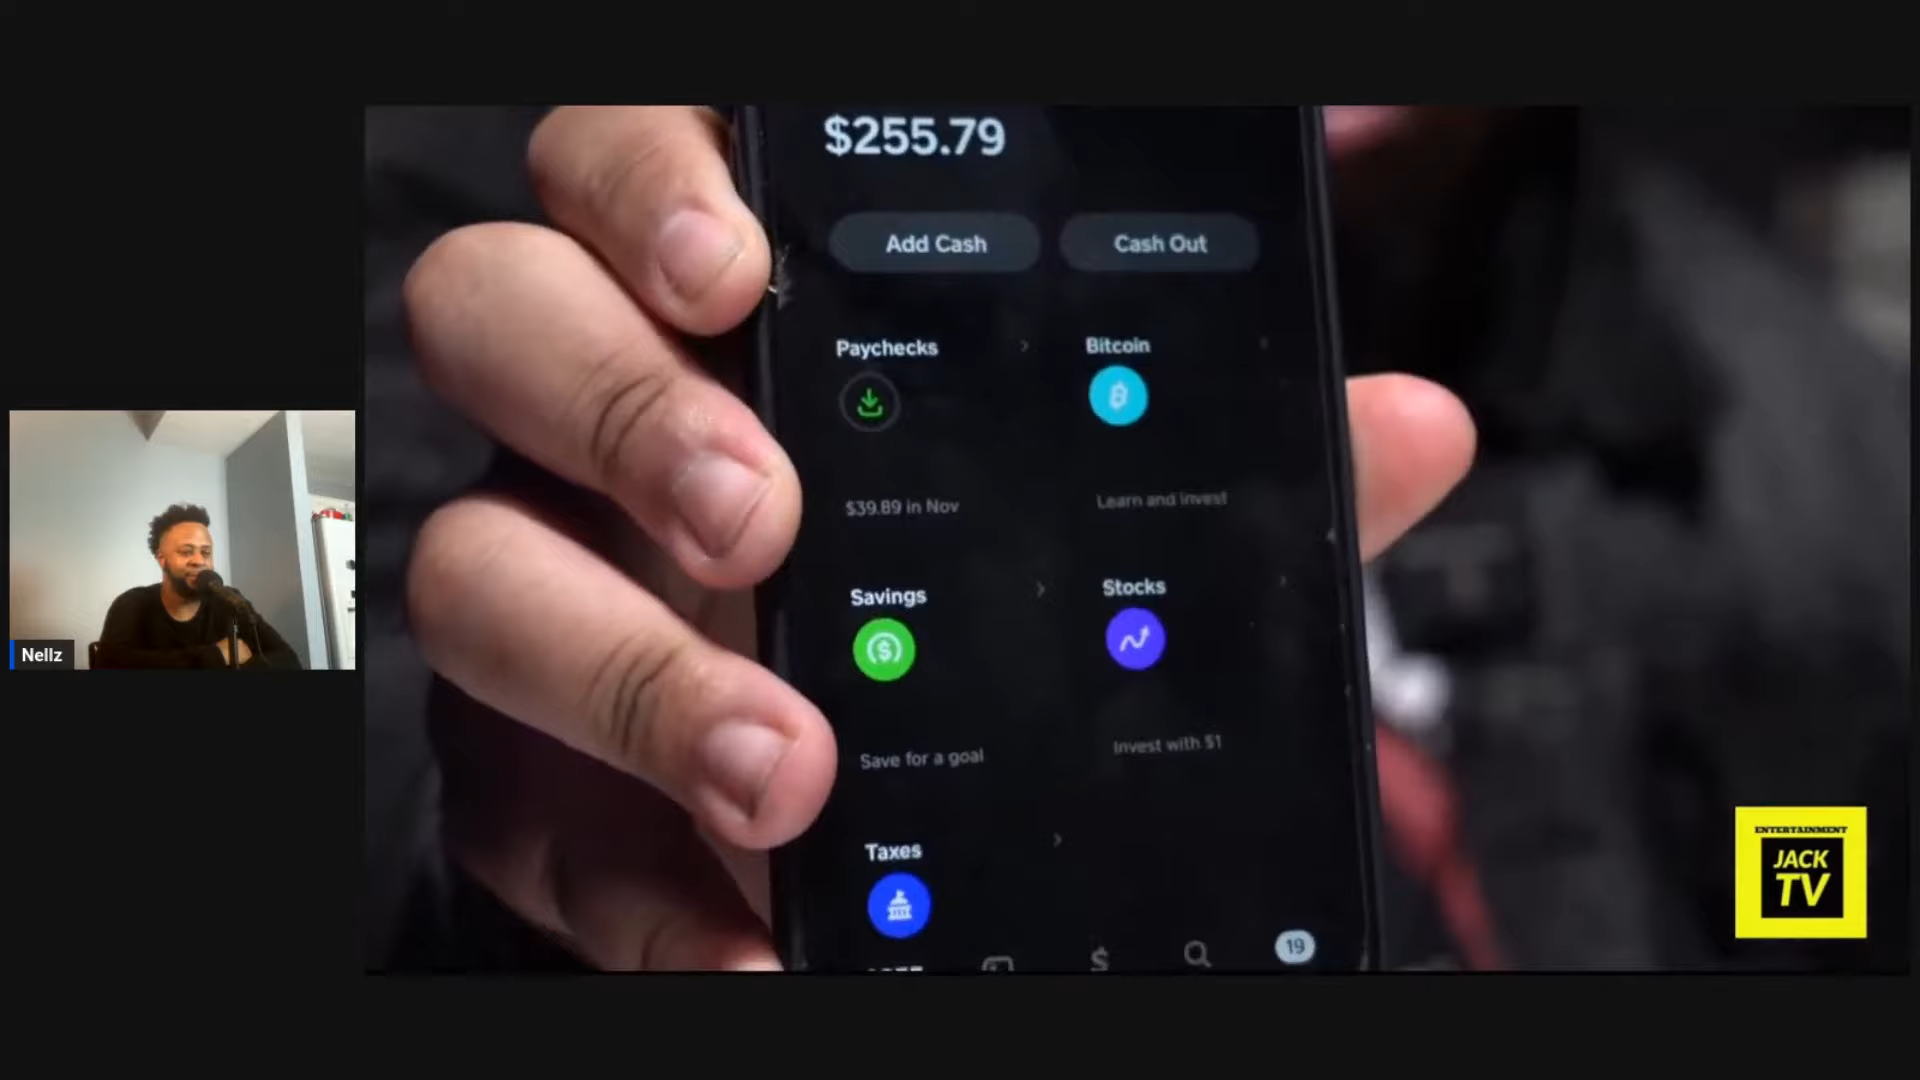 $255.79
Add Cash
Cash Out
Paychecks
Bitcoin
$39.89 in Nov
Learn and invest
Savings
Stocks
Save for a goal
Invest with $1
Taxes
$
19
Nellz
ENTERTAINMENT
JACK
TV